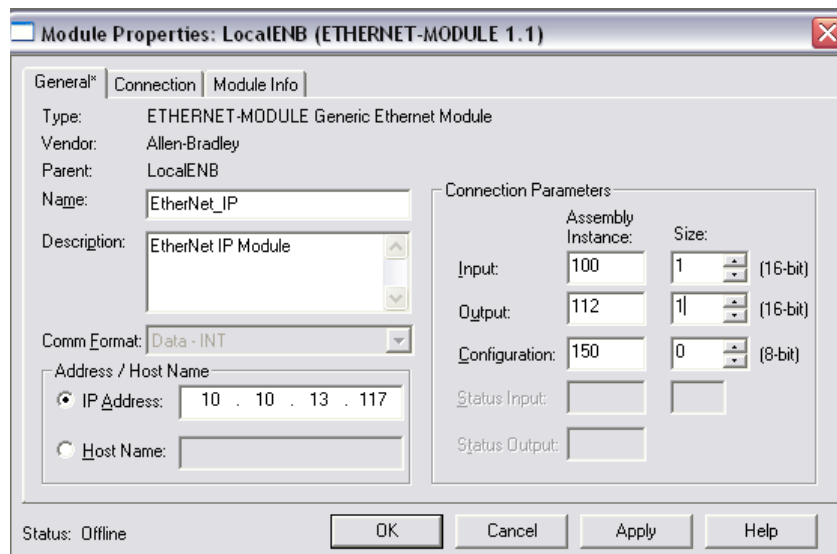 Module Properties: LocalENB (ETHERNET-MODULE 1.1)
General* Connection Module Info
Type: ETHERNET-MODULE Generic Ethernet Module
Vendor: Allen-Bradley
Parent: LocalENB
Name: EtherNet_IP
Description: EtherNet IP Module
Comm Format: Data - INT
Address / Host Name
IP Address: 10 . 10 . 13 . 117
Host Name:
Connection Parameters
Assembly
Instance: Size:
Input: 100 1 (16-bit)
Output: 112 1 (16-bit)
Configuration: 150 0 (8-bit)
Status Input:
Status Output:
Status: Offline
OK Cancel Apply Help